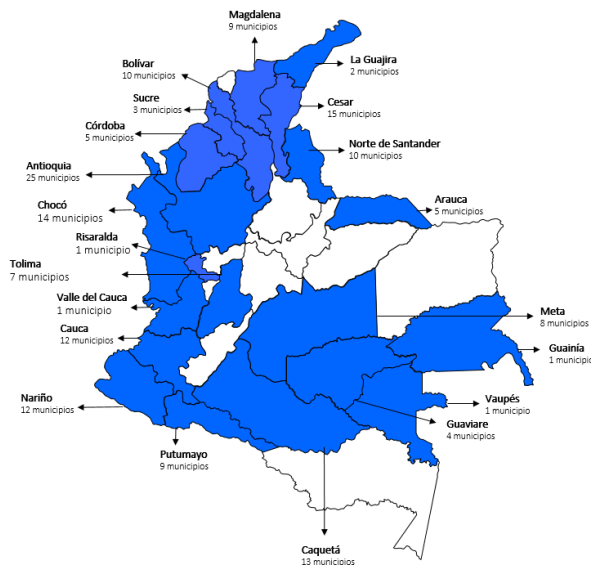 Magdalena
9 municipios
La Guajira
2 municipios
Bolívar
10 municipios
Sucre
3 municipios
Cesar
15 municipios
Córdoba
5 municipios
Norte de Santander
10 municipios
Antioquia
25 municipios
Arauca
5 municipios
Chocó
14 municipios
Risaralda
1 municipio
Tolima
7 municipios
Valle del Cauca
1 municipio
Meta
8 municipios
Cauca
12 municipios
Guainía
1 municipio
Nariño
12 municipios
Vaupés
1 municipio
Guaviare
4 municipios
Putumayo
9 municipios
Caquetá
13 municipios